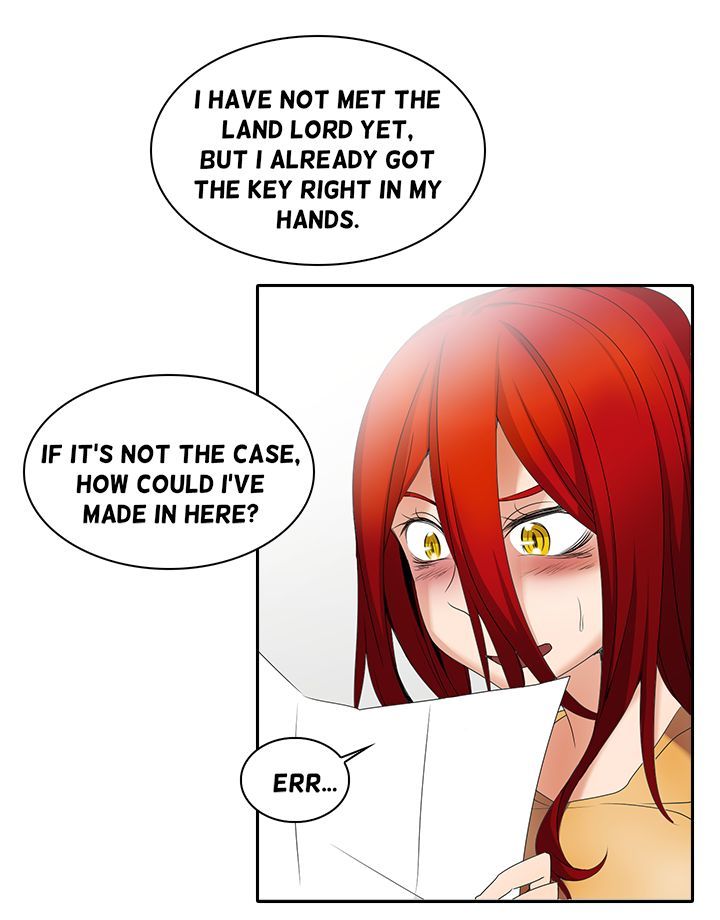 I HAVE NOT MET THE
LAND LORD YET,
BUT I ALREADY GOT
THE KEY RIGHT IN MY
HANDS.
IF IT'S NOT THE CASE,
HOW COULD I'VE
MADE IN HERE?
ERR...